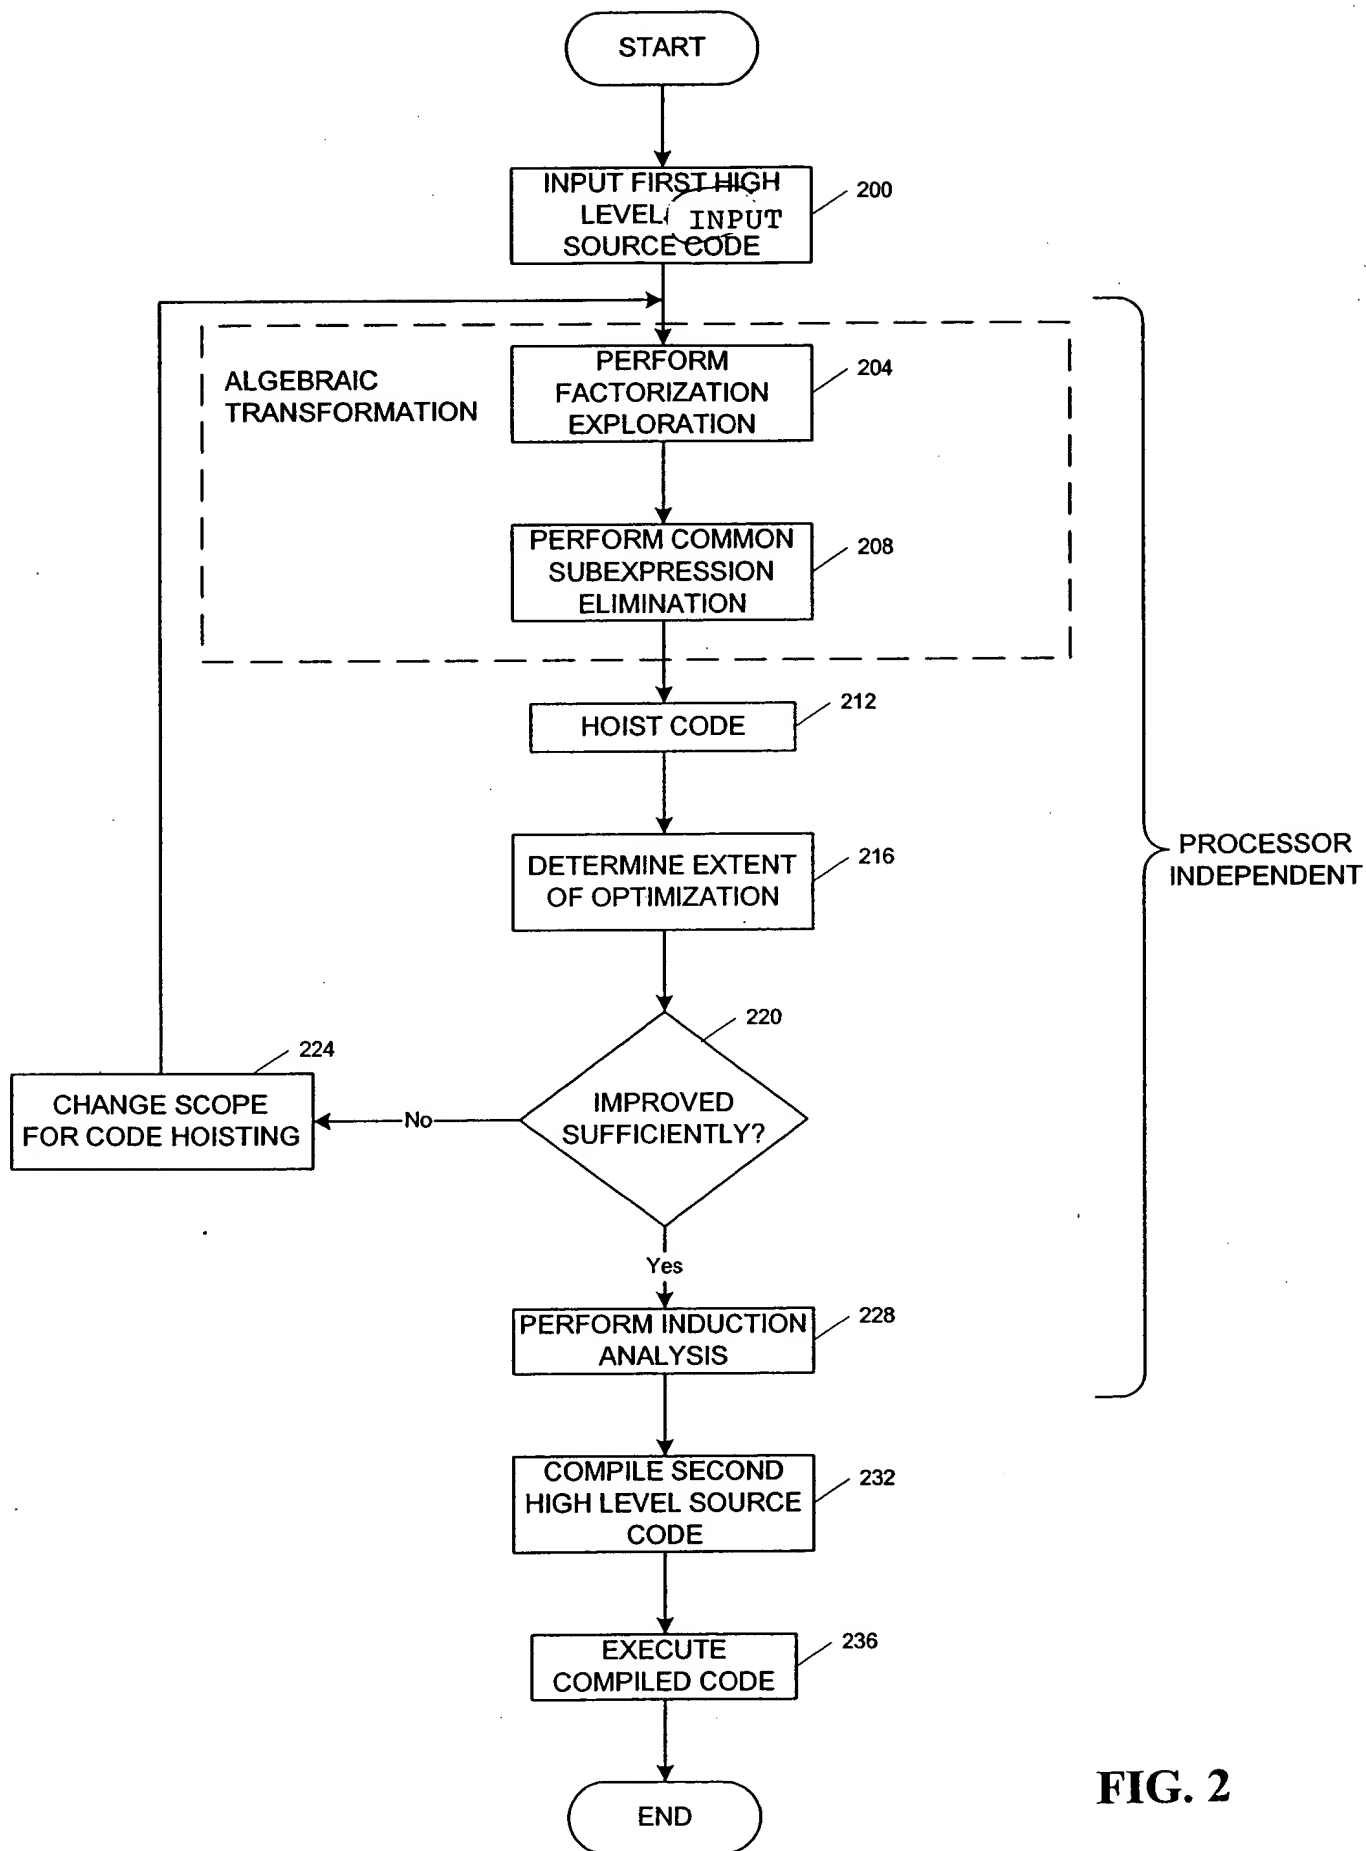 START
INPUT FIRST HIGH
LEVEL INPUT
SOURCE CODE
200
ALGEBRAIC
TRANSFORMATION
PERFORM
FACTORIZATION
EXPLORATION
204
PERFORM COMMON
SUBEXPRESSION
ELIMINATION
208
HOIST CODE
212
DETERMINE EXTENT
OF OPTIMIZATION
216
PROCESSOR
INDEPENDENT
IMPROVED
SUFFICIENTLY?
220
No
CHANGE SCOPE
FOR CODE HOISTING
224
Yes
PERFORM INDUCTION
ANALYSIS
228
COMPILE SECOND
HIGH LEVEL SOURCE
CODE
232
EXECUTE
COMPILED CODE
236
END
FIG. 2